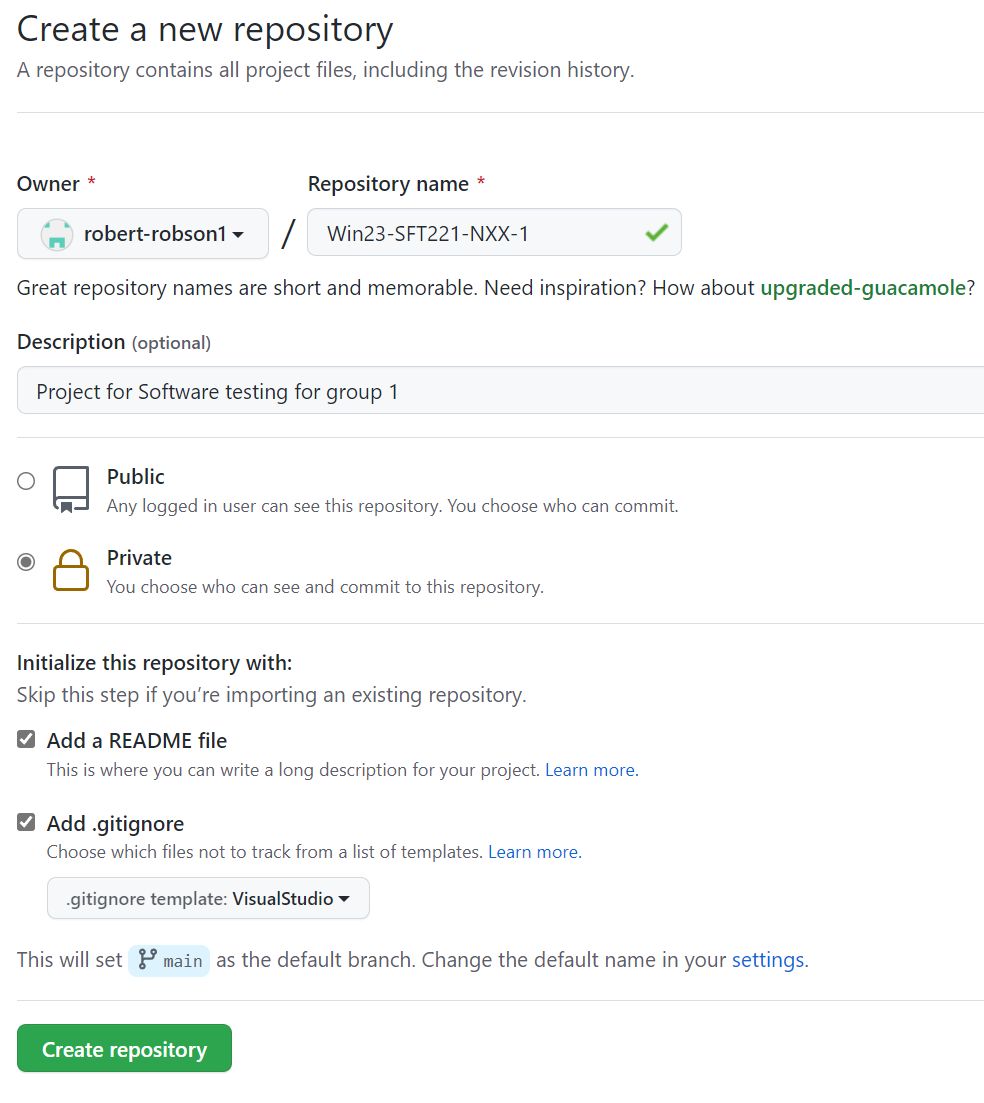 Create a new repository
A repository contains all project files, including the revision history.
Owner *
Repository name *
robert-robson1
/
Win23-SFT221-NXX-1
Great repository names are short and memorable. Need inspiration? How about upgraded-guacamole?
Description (optional)
Project for Software testing for group 1
Public
Any logged in user can see this repository. You choose who can commit.
Private
You choose who can see and commit to this repository.
Initialize this repository with:
Skip this step if you’re importing an existing repository.
Add a README file
This is where you can write a long description for your project. Learn more.
Add .gitignore
Choose which files not to track from a list of templates. Learn more.
.gitignore template: VisualStudio
This will set main as the default branch. Change the default name in your settings.
Create repository